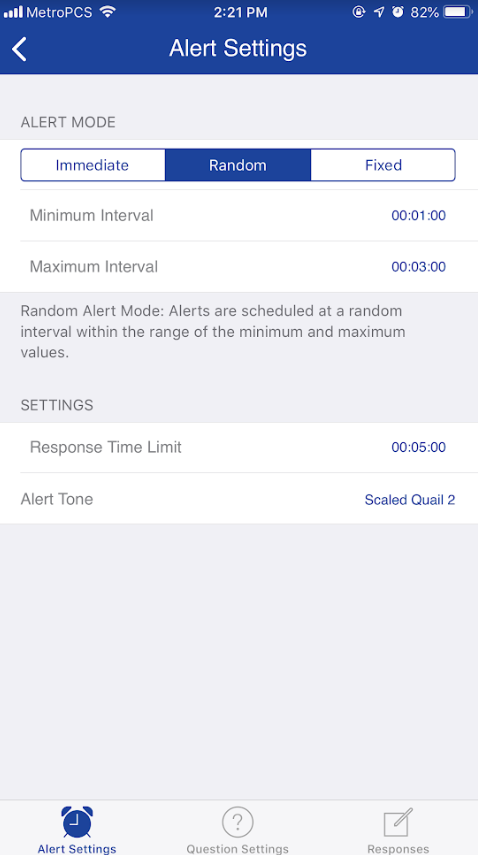 MetroPCS 2:21 PM 82%
Alert Settings
ALERT MODE
Immediate Random Fixed
Minimum Interval 00:01:00
Maximum Interval 00:03:00
Random Alert Mode: Alerts are scheduled at a random
interval within the range of the minimum and maximum
values.
SETTINGS
Response Time Limit 00:05:00
Alert Tone Scaled Quail 2
Alert Settings Question Settings Responses